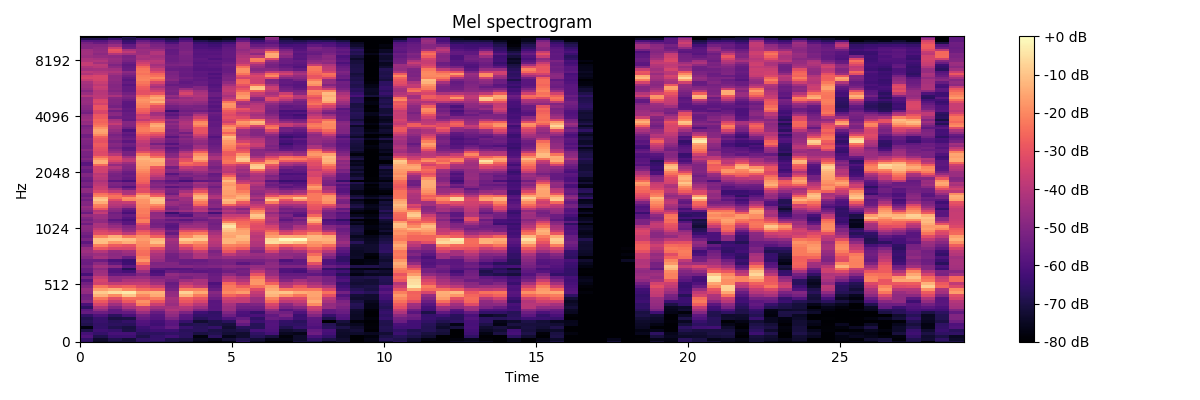 Mel spectrogram
8192
4096
2048
1024
512
0
Hz
0 5 10 15 20 25
Time
+0 dB
-10 dB
-20 dB
-30 dB
-40 dB
-50 dB
-60 dB
-70 dB
-80 dB